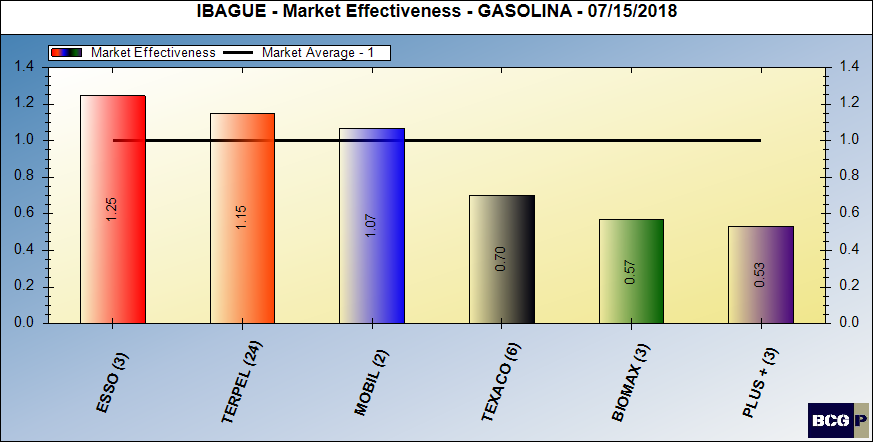 IBAGUE - Market Effectiveness - GASOLINA - 07/15/2018
Market Effectiveness Market Average - 1
1.4 1.4
1.2 1.2
1.0 1.0
0.8 0.8
0.6 0.6
0.4 0.4
0.2 0.2
0.0 0.0
1.25 1.15 1.07 0.70 0.57 0.53
ESSO (3) TERPEL (24) MOBIL (2) TEXACO (6) BIOMAX (3) PLUS + (3)
BCG P